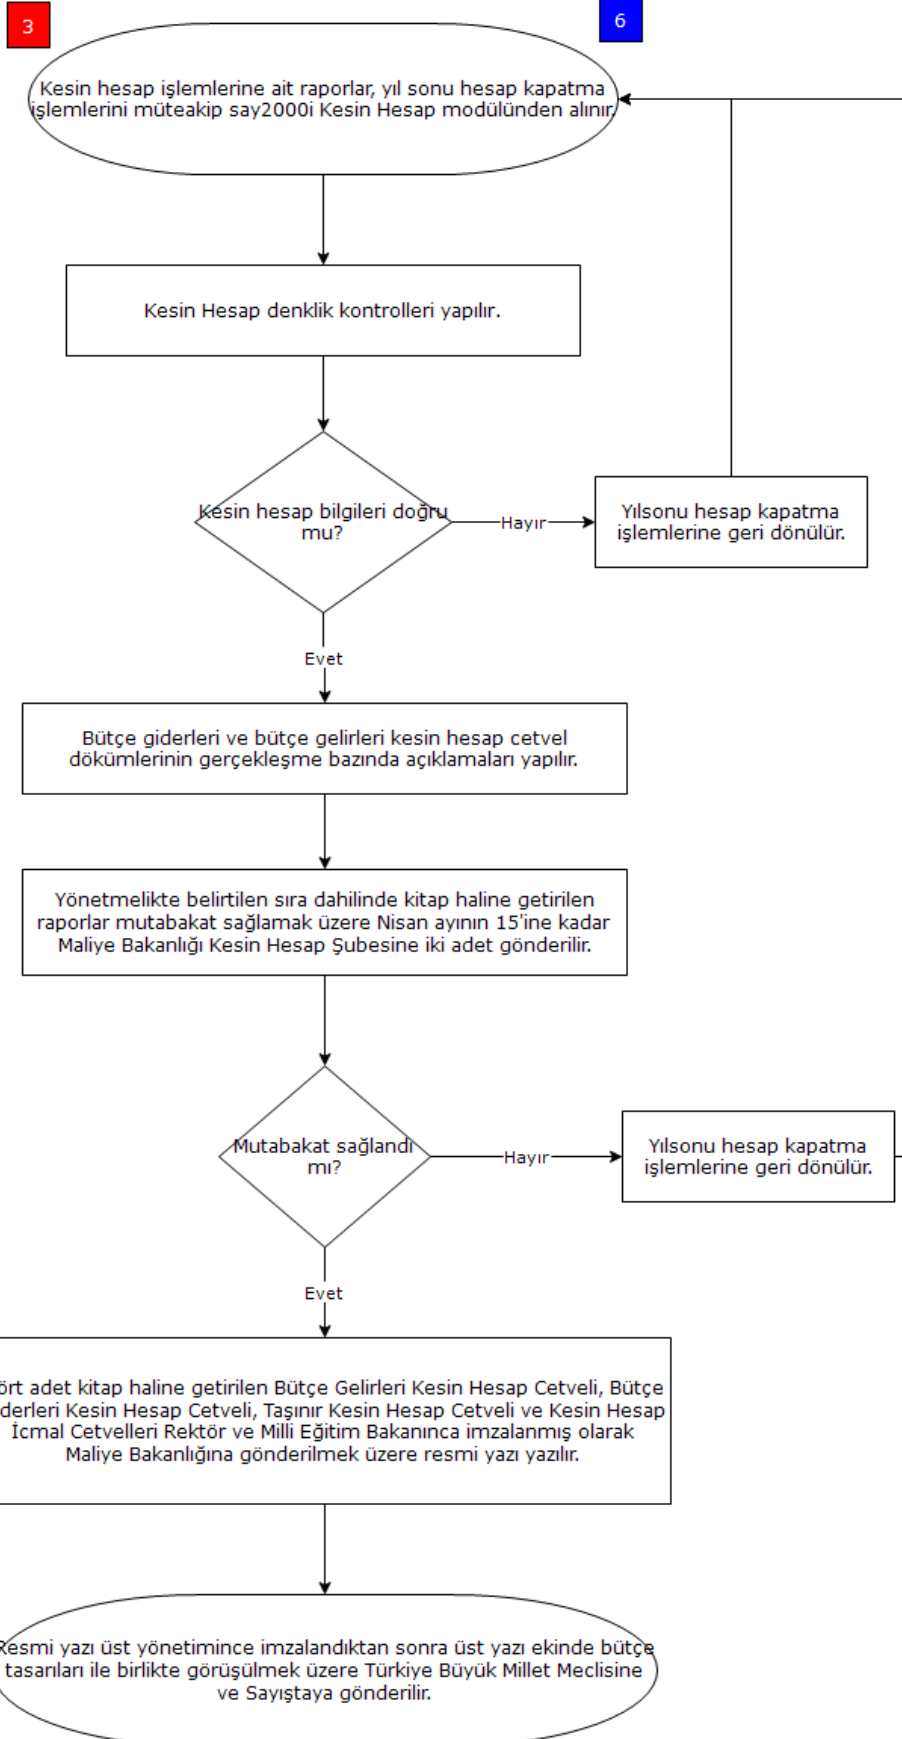 3
6
Kesin hesap işlemlerine ait raporlar, yıl sonu hesap kapatma
işlemlerini müteakip say2000i Kesin Hesap modülünden alınır.
Kesin Hesap denklik kontrolleri yapılır.
Kesin hesap bilgileri doğru
mu?
Hayır
Yılsonu hesap kapatma
işlemlerine geri dönülür.
Evet
Bütçe giderleri ve bütçe gelirleri kesin hesap cetvel
dökümlerinin gerçekleşme bazında açıklamaları yapılır.
Yönetmelikte belirtilen sıra dahilinde kitap haline getirilen
raporlar mutabakat sağlamak üzere Nisan ayının 15'ine kadar
Maliye Bakanlığı Kesin Hesap Şubesine iki adet gönderilir.
Mutabakat sağlandı
mı?
Hayır
Yılsonu hesap kapatma
işlemlerine geri dönülür.
Evet
ört adet kitap haline getirilen Bütçe Gelirleri Kesin Hesap Cetveli, Bütçe
derleri Kesin Hesap Cetveli, Taşınır Kesin Hesap Cetveli ve Kesin Hesap
İcmal Cetvelleri Rektör ve Milli Eğitim Bakanınca imzalanmış olarak
Maliye Bakanlığına gönderilmek üzere resmi yazı yazılır.
Resmi yazı üst yönetimince imzalandıktan sonra üst yazı ekinde bütçe
tasarıları ile birlikte görüşülmek üzere Türkiye Büyük Millet Meclisine
ve Sayıştaya gönderilir.